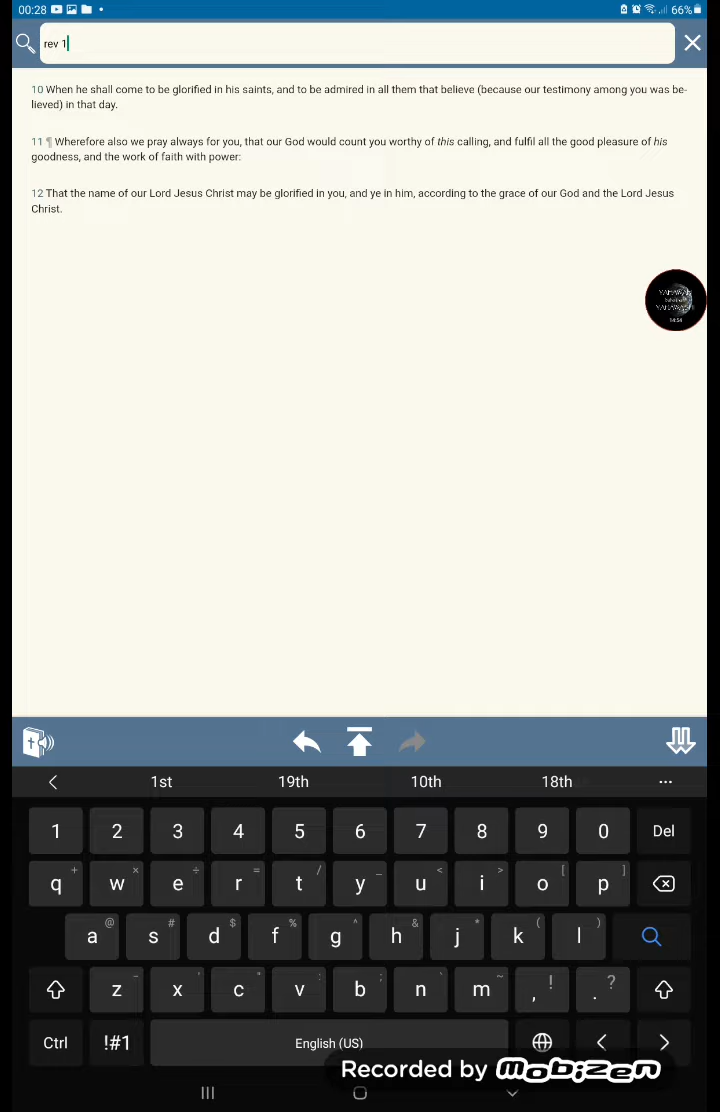 00:28 66%
rev 1
10 When he shall come to be glorified in his saints, and to be admired in all them that believe (because our testimony among you was be-
lieved) in that day.
11 ¶ Wherefore also we pray always for you, that our God would count you worthy of this calling, and fulfil all the good pleasure of his
goodness, and the work of faith with power:
12 That the name of our Lord Jesus Christ may be glorified in you, and ye in him, according to the grace of our God and the Lord Jesus
Christ.
YAHAWAH
YAHAWASHI
14:54
1st 19th 10th 18th ...
1 2 3 4 5 6 7 8 9 0 Del
+ × ÷ = / _ < > [ ]
q w e r t y u i o p
@ # $ % ^ & * ( )
a s d f g h j k l
- ' " : ; ` ~ ! ?
z x c v b n m , .
Ctrl !#1 English (US) < >
Recorded by mobizen